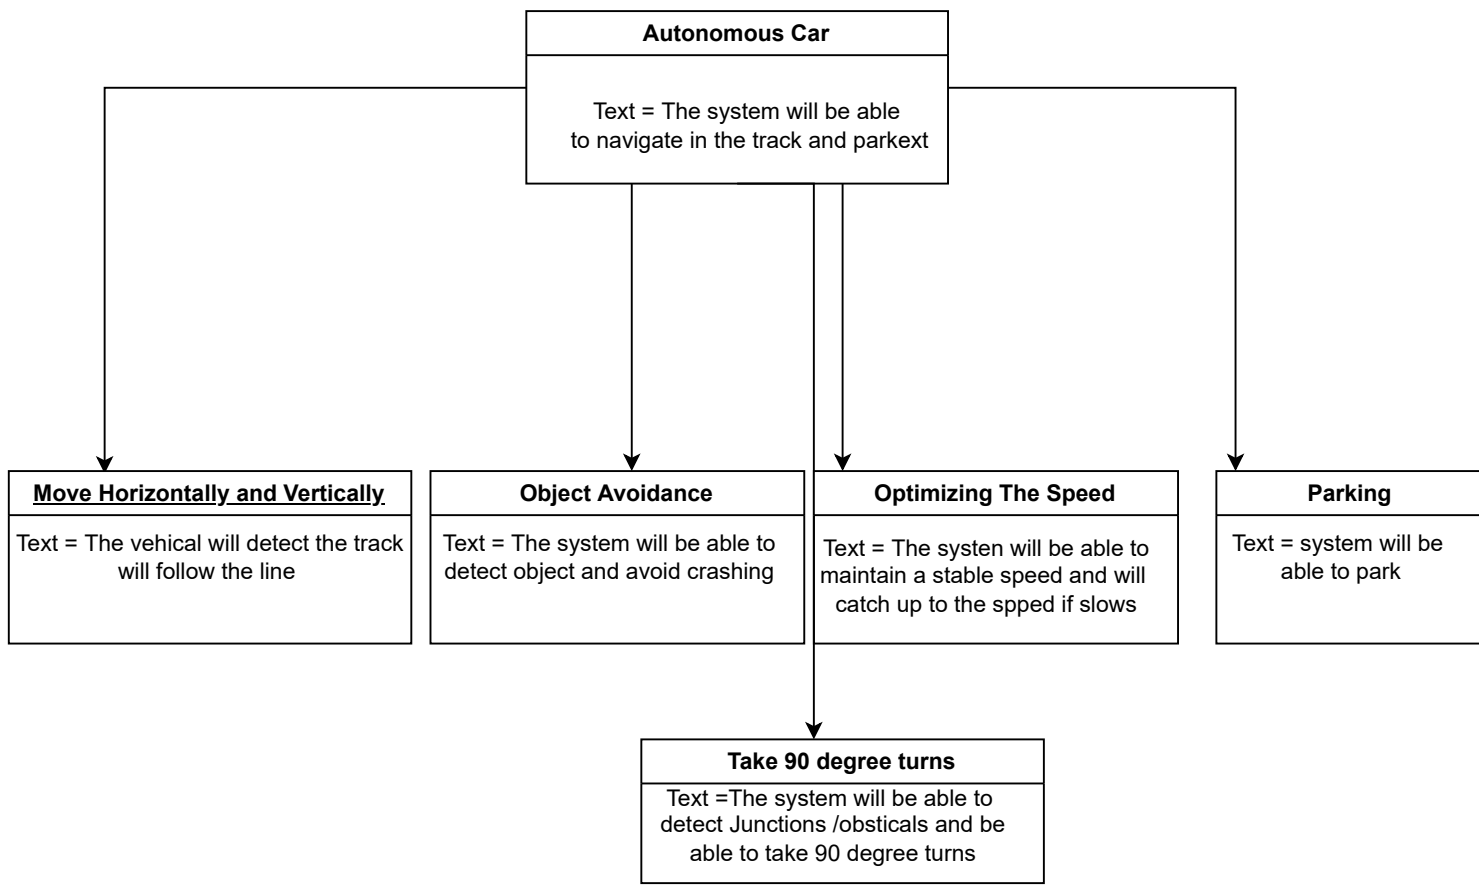 Autonomous Car
Text = The system will be able
to navigate in the track and parkext
Move Horizontally and Vertically
Text = The vehical will detect the track
will follow the line
Object Avoidance
Text = The system will be able to
detect object and avoid crashing
Optimizing The Speed
Text = The systen will be able to
maintain a stable speed and will
catch up to the spped if slows
Parking
Text = system will be
able to park
Take 90 degree turns
Text =The system will be able to
detect Junctions /obsticals and be
able to take 90 degree turns